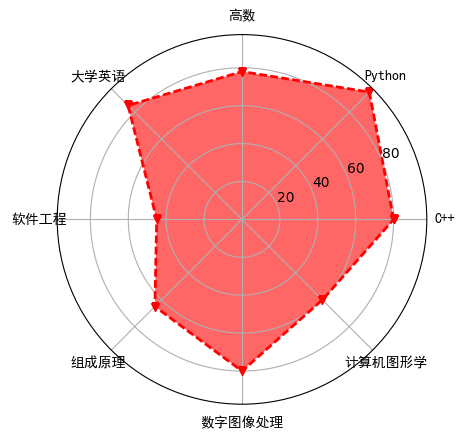 高数
大学英语
Python
80
60
40
20
软件工程
C++
组成原理
计算机图形学
数字图像处理